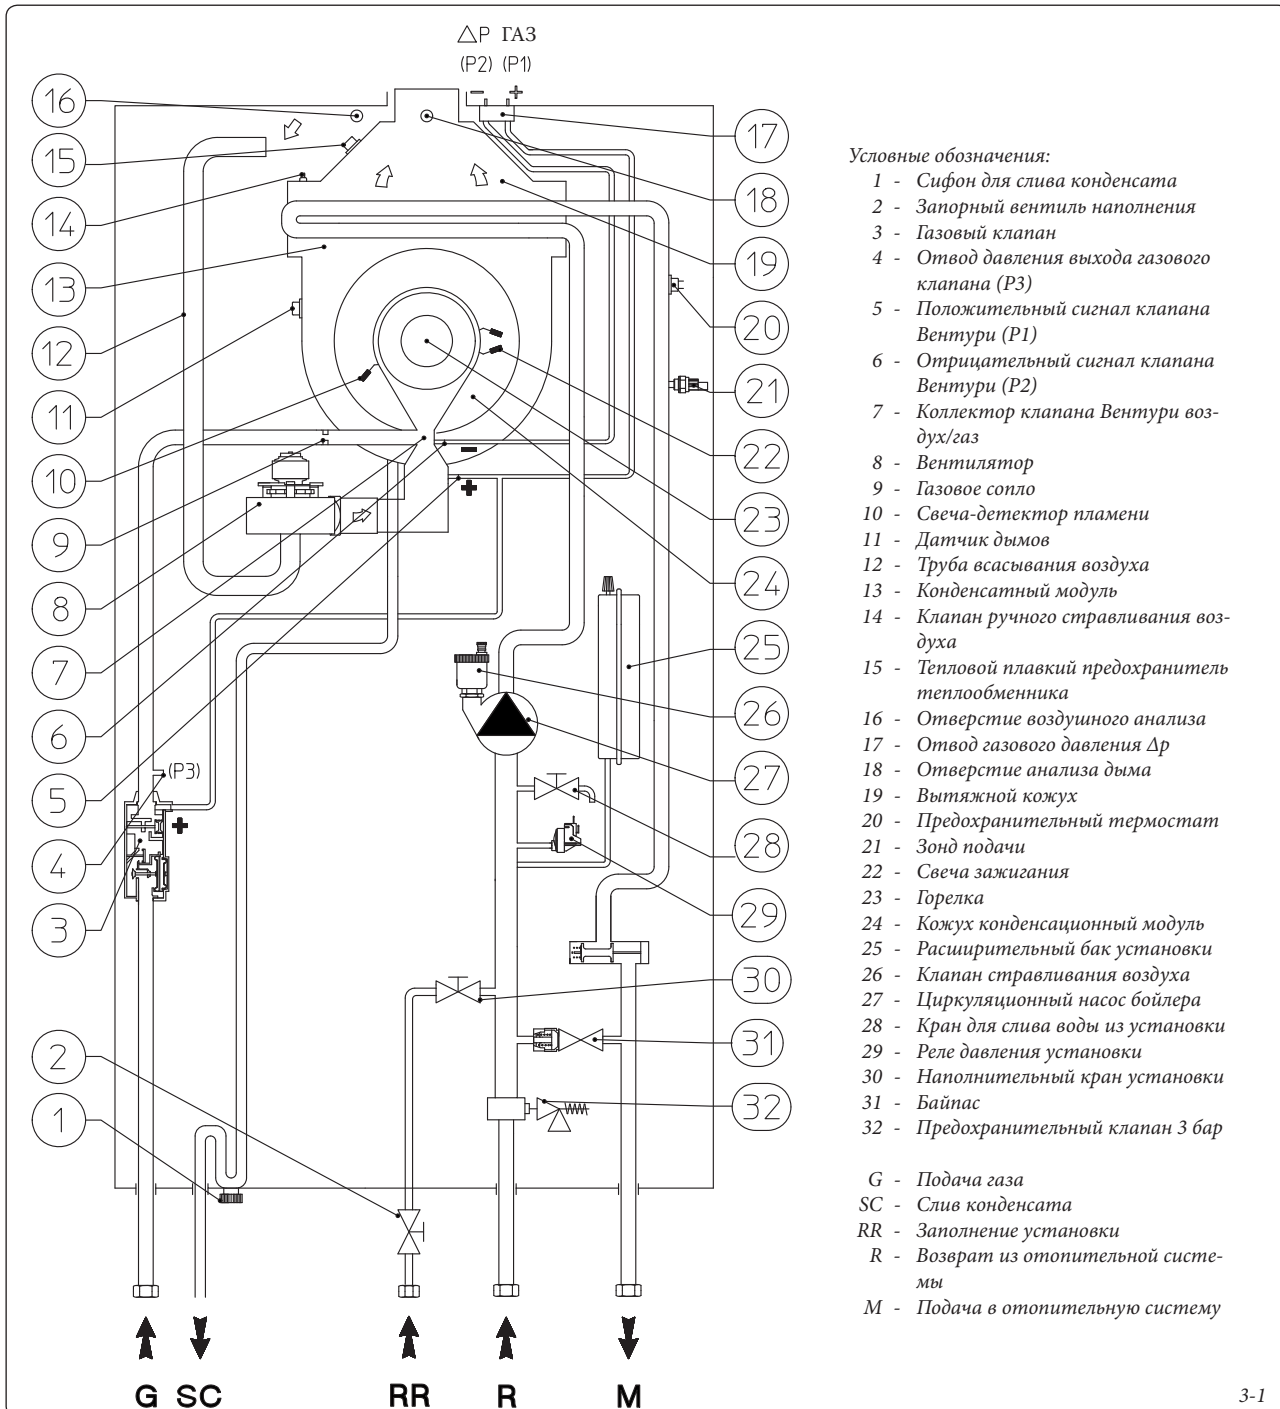 △P ГАЗ
(P2) (P1)
- +
16
15
14
13
12
11
10
9
8
7
6
5
4
3
2
1
17
18
19
20
21
22
23
24
25
26
27
28
29
30
31
32
-
+
(P3)
+
G SC RR R M
Условные обозначения:
1 - Сифон для слива конденсата
2 - Запорный вентиль наполнения
3 - Газовый клапан
4 - Отвод давления выхода газового
клапана (P3)
5 - Положительный сигнал клапана
Вентури (P1)
6 - Отрицательный сигнал клапана
Вентури (P2)
7 - Коллектор клапана Вентури воз-
дух/газ
8 - Вентилятор
9 - Газовое сопло
10 - Свеча-детектор пламени
11 - Датчик дымов
12 - Труба всасывания воздуха
13 - Конденсатный модуль
14 - Клапан ручного стравливания воз-
духа
15 - Тепловой плавкий предохранитель
теплообменника
16 - Отверстие воздушного анализа
17 - Отвод газового давления Δp
18 - Отверстие анализа дыма
19 - Вытяжной кожух
20 - Предохранительный термостат
21 - Зонд подачи
22 - Свеча зажигания
23 - Горелка
24 - Кожух конденсационный модуль
25 - Расширительный бак установки
26 - Клапан стравливания воздуха
27 - Циркуляционный насос бойлера
28 - Кран для слива воды из установки
29 - Реле давления установки
30 - Наполнительный кран установки
31 - Байпас
32 - Предохранительный клапан 3 бар
G - Подача газа
SC - Слив конденсата
RR - Заполнение установки
R - Возврат из отопительной систе-
мы
M - Подача в отопительную систему
3-1